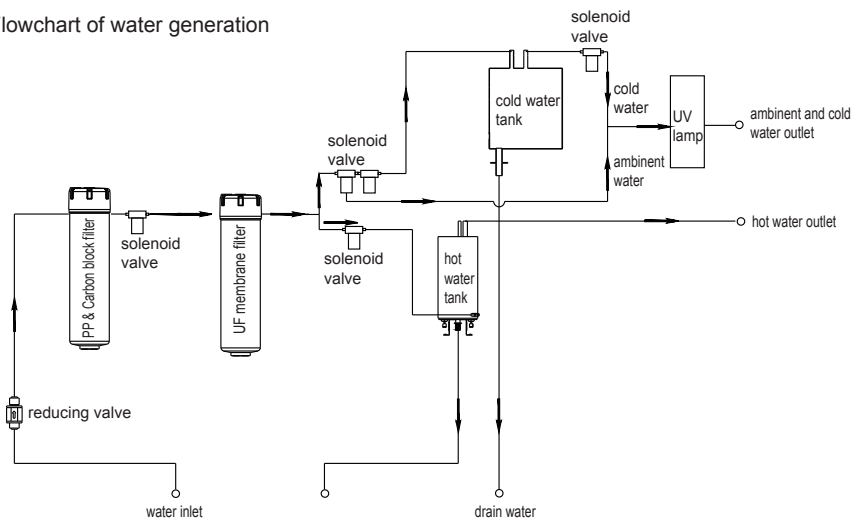 lowchart of water generation
solenoid
valve
cold water
tank
cold
water
UV
lamp
ambinent and cold
water outlet
solenoid
valve
ambinent
water
PP & Carbon block filter
solenoid
valve
UF membrane filter
solenoid
valve
hot
water
tank
hot water outlet
reducing valve
water inlet
drain water